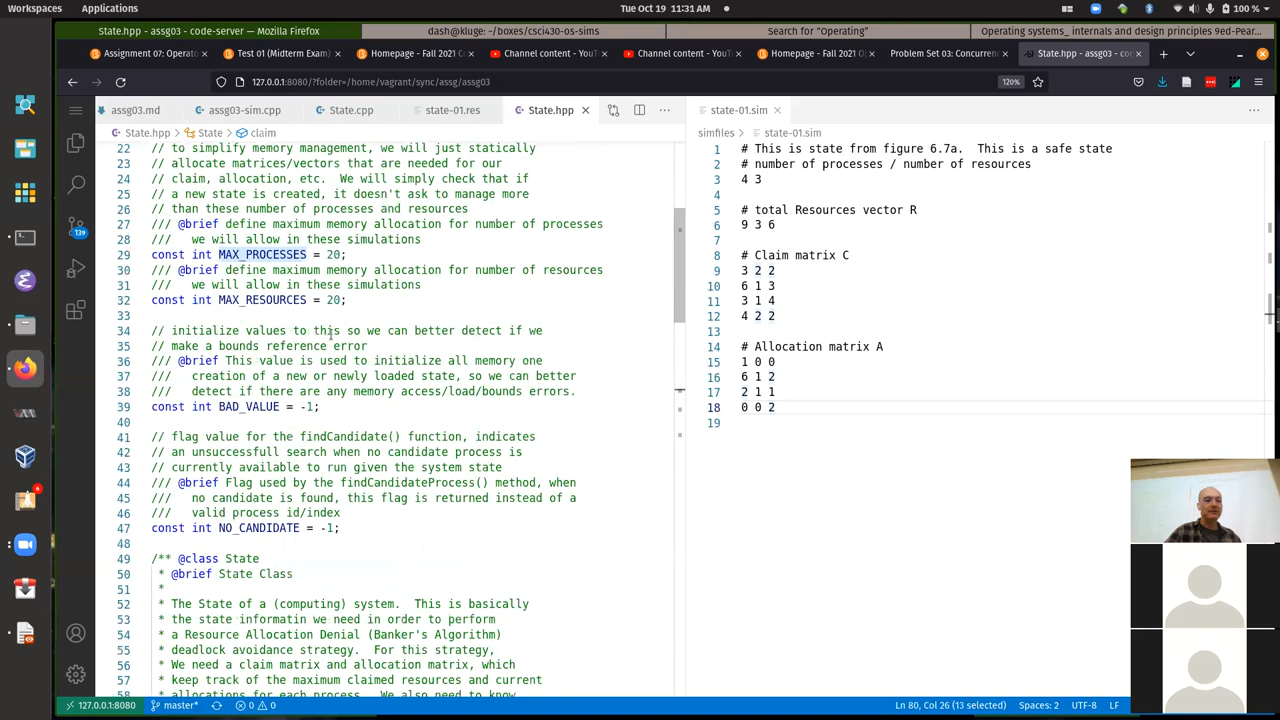 Workspaces
Activities
Tue Oct 19 11:31 AM
100 %
State.hpp - assg03 - code-server — Mozilla Firefox
dash@kluge: ~/boxes/csci430-os-sims
Search for "Operating"
Operating systems_ internals and design principles 9ed-Pear...
Assignment 07: Operati
Test 01 (Midterm Exam)
Homepage - Fall 2021 C
Channel content - YouT
Channel content - YouT
Homepage - Fall 2021 O
Problem Set 03: Concurrenc
State.hpp - assg03 - cod
127.0.0.1:8080/?folder=/home/vagrant/sync/assg/assg03
120%
assg03.md
assg03-sim.cpp
State.cpp
state-01.res
State.hpp
State.hpp > State > claim
22 // to simplify memory management, we will just statically
23 // allocate matrices/vectors that are needed for our
24 // claim, allocation, etc.  We will simply check that if
25 // a new state is created, it doesn't ask to manage more
26 // than these number of processes and resources
27 /// @brief define maximum memory allocation for number of processes
28 ///   we will allow in these simulations
29 const int MAX_PROCESSES = 20;
30 /// @brief define maximum memory allocation for number of resources
31 ///   we will allow in these simulations
32 const int MAX_RESOURCES = 20;
33
34 // initialize values to this so we can better detect if we
35 // make a bounds reference error
36 /// @brief This value is used to initialize all memory one
37 ///   creation of a new or newly loaded state, so we can better
38 ///   detect if there are any memory access/load/bounds errors.
39 const int BAD_VALUE = -1;
40
41 // flag value for the findCandidate() function, indicates
42 // an unsuccessfull search when no candidate process is
43 // currently available to run given the system state
44 /// @brief Flag used by the findCandidateProcess() method, when
45 ///   no candidate is found, this flag is returned instead of a
46 ///   valid process id/index
47 const int NO_CANDIDATE = -1;
48
49 /** @class State
50 * @brief State Class
51 *
52 * The State of a (computing) system.  This is basically
53 * the state informatin we need in order to perform
54 * a Resource Allocation Denial (Banker's Algorithm)
55 * deadlock avoidance strategy.  For this strategy,
56 * We need a claim matrix and allocation matrix, which
57 * keep track of the maximum claimed resources and current
58 * allocations for each process.  We also need to know
state-01.sim
simfiles > state-01.sim
1 # This is state from figure 6.7a.  This is a safe state
2 # number of processes / number of resources
3 4 3
4
5 # total Resources vector R
6 9 3 6
7
8 # Claim matrix C
9 3 2 2
10 6 1 3
11 3 1 4
12 4 2 2
13
14 # Allocation matrix A
15 1 0 0
16 6 1 2
17 2 1 1
18 0 0 2
19
139
6
127.0.0.1:8080
master*
0
0
Ln 80, Col 26 (13 selected)
Spaces: 2
UTF-8
LF